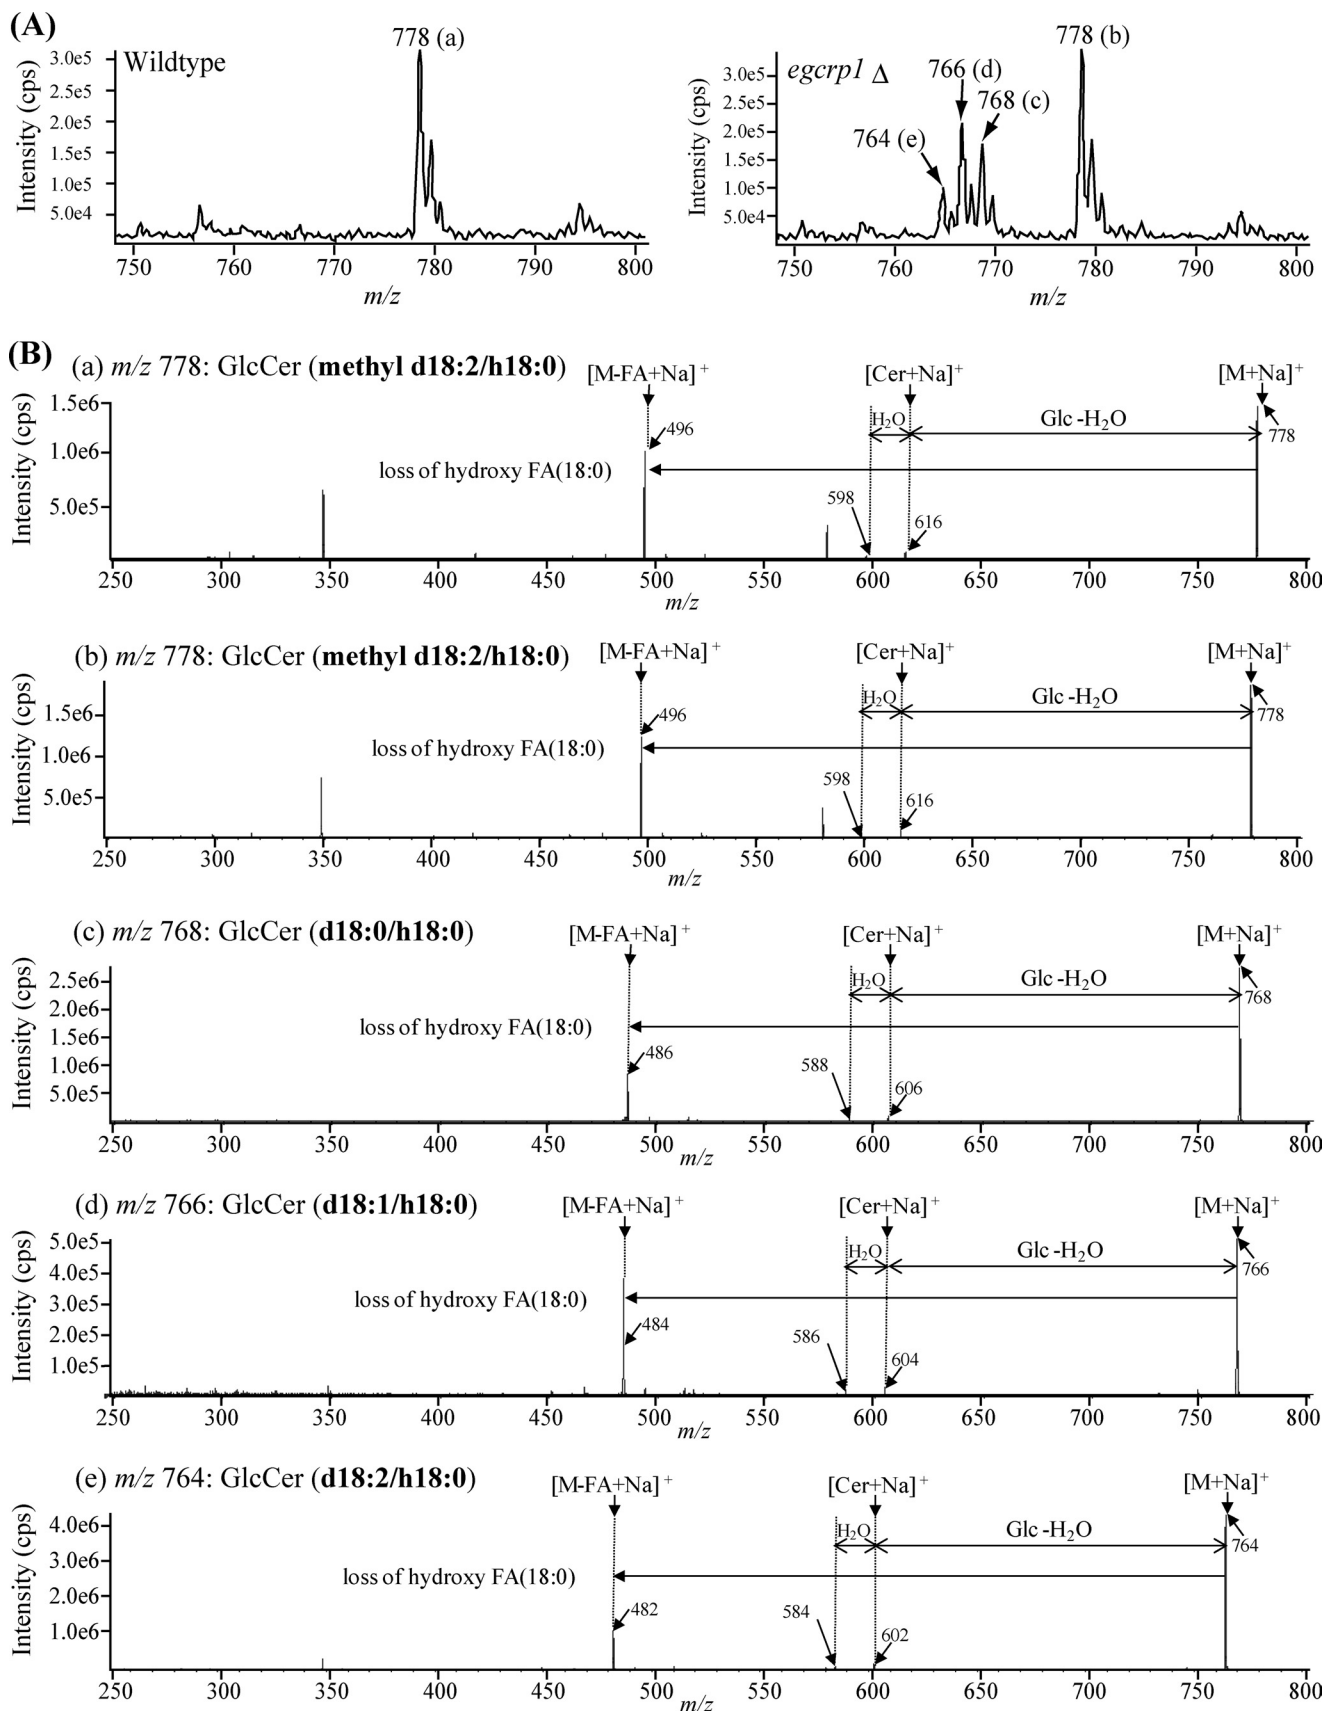 (A)
Wildtype
778 (a)
3.0e5
2.5e5
2.0e5
1.5e5
1.0e5
5.0e4
Intensity (cps)
750 760 770 780 790 800
m/z
egcrp1 Δ
778 (b)
766 (d)
768 (c)
764 (e)
3.0e5
2.5e5
2.0e5
1.5e5
1.0e5
5.0e4
Intensity (cps)
750 760 770 780 790 800
m/z
(B)
(a) m/z 778: GlcCer (methyl d18:2/h18:0)
[M-FA+Na]+ [Cer+Na]+ [M+Na]+
1.5e6
1.0e6
5.0e5
Intensity (cps)
H2O Glc -H2O
496 778
loss of hydroxy FA(18:0)
598 616
250 300 350 400 450 500 550 600 650 700 750 800
m/z
(b) m/z 778: GlcCer (methyl d18:2/h18:0)
[M-FA+Na]+ [Cer+Na]+ [M+Na]+
1.5e6
1.0e6
5.0e5
Intensity (cps)
H2O Glc -H2O
496 778
loss of hydroxy FA(18:0)
598 616
250 300 350 400 450 500 550 600 650 700 750 800
m/z
(c) m/z 768: GlcCer (d18:0/h18:0)
[M-FA+Na]+ [Cer+Na]+ [M+Na]+
2.5e6
2.0e6
1.5e6
1.0e6
5.0e5
Intensity (cps)
H2O Glc -H2O
768
loss of hydroxy FA(18:0)
486 588 606
250 300 350 400 450 500 550 600 650 700 750 800
m/z
(d) m/z 766: GlcCer (d18:1/h18:0)
[M-FA+Na]+ [Cer+Na]+ [M+Na]+
5.0e5
4.0e5
3.0e5
2.0e5
1.0e5
Intensity (cps)
H2O Glc -H2O
766
loss of hydroxy FA(18:0)
484 586 604
250 300 350 400 450 500 550 600 650 700 750 800
m/z
(e) m/z 764: GlcCer (d18:2/h18:0)
[M-FA+Na]+ [Cer+Na]+ [M+Na]+
4.0e6
3.0e6
2.0e6
1.0e6
Intensity (cps)
H2O Glc -H2O
764
loss of hydroxy FA(18:0)
482 584 602
250 300 350 400 450 500 550 600 650 700 750 800
m/z